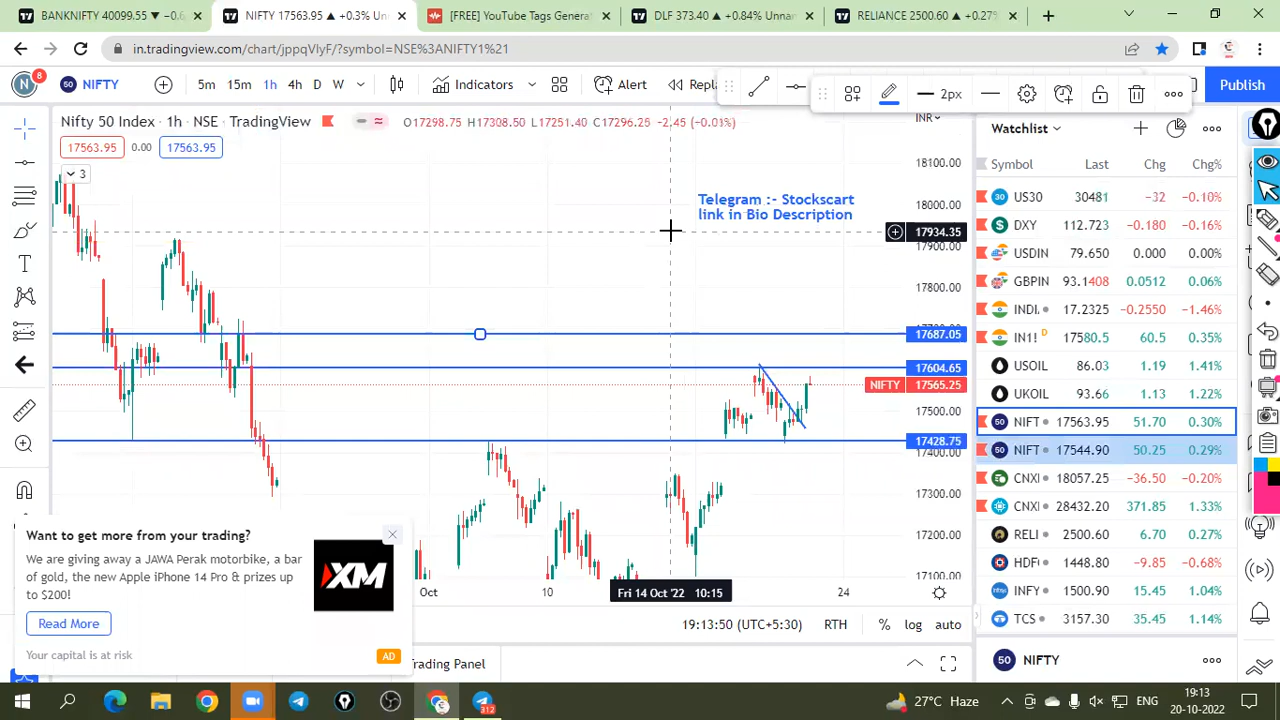 BANKNIFTY 40099.55 ▼ −0.6
NIFTY 17563.95 ▲ +0.3% Unn
[FREE] YouTube Tags Genera
DLF 373.40 ▲ +0.84% Unnam
RELIANCE 2500.60 ▲ +0.27%
in.tradingview.com/chart/jppqVlyF/?symbol=NSE%3ANIFTY1%21
N
8
50 NIFTY
5m 15m 1h 4h D W
Indicators
Alert
Repla
2px
Publish
Nifty 50 Index • 1h • NSE • TradingView
O17298.75 H17308.50 L17251.40 C17296.25 −2.45 (−0.01%)
INR
17563.95 0.00 17563.95
3
Telegram :- Stockscart
link in Bio Description
18100.00
18000.00
17934.35
17900.00
17800.00
17687.05
17604.65
NIFTY 17565.25
17500.00
17428.75
17400.00
17300.00
17200.00
17100.00
Oct 10 Fri 14 Oct '22 10:15 24
Watchlist
Symbol Last Chg Chg%
30 US30 30481 −32 −0.10%
DXY 112.723 −0.180 −0.16%
USDIN 79.650 0.000 0.00%
GBPIN 93.1408 0.0512 0.06%
INDI. 17.2325 −0.2550 −1.46%
IN1! D 17580.5 60.5 0.35%
USOIL 86.03 1.19 1.41%
UKOIL 93.66 1.13 1.22%
50 NIFT 17563.95 51.70 0.30%
50 NIFT 17544.90 50.25 0.29%
CNXI 18057.25 −36.50 −0.20%
CNXI 28432.20 371.85 1.33%
RELI 2500.60 6.70 0.27%
HDFI 1448.80 −9.85 −0.68%
INFY 1500.90 15.45 1.04%
TCS 3157.30 35.45 1.14%
50 NIFTY
Want to get more from your trading?
We are giving away a JAWA Perak motorbike, a bar
of gold, the new Apple iPhone 14 Pro & prizes up
to $200!
XM
Read More
Your capital is at risk
AD
19:13:50 (UTC+5:30) RTH % log auto
Trading Panel
312
27°C Haze
ENG
19:13
20-10-2022